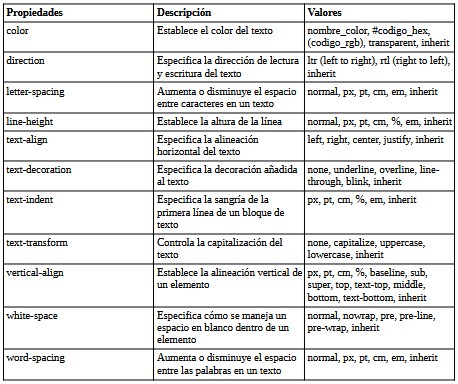 Propiedades Descripción Valores
color Establece el color del texto nombre_color, #codigo_hex,
(codigo_rgb), transparent, inherit
direction Especifica la dirección de lectura ltr (left to right), rtl (right to left),
y escritura del texto inherit
letter-spacing Aumenta o disminuye el espacio normal, px, pt, cm, em, inherit
entre caracteres en un texto
line-height Establece la altura de la línea normal, px, pt, cm, %, em, inherit
text-align Especifica la alineación left, right, center, justify, inherit
horizontal del texto
text-decoration Especifica la decoración añadida none, underline, overline, line-
al texto through, blink, inherit
text-indent Especifica la sangría de la px, pt, cm, %, em, inherit
primera línea de un bloque de
texto
text-transform Controla la capitalización del none, capitalize, uppercase,
texto lowercase, inherit
vertical-align Establece la alineación vertical de px, pt, cm, %, baseline, sub,
un elemento super, top, text-top, middle,
bottom, text-bottom, inherit
white-space Especifica cómo se maneja un normal, nowrap, pre, pre-line,
espacio en blanco dentro de un pre-wrap, inherit
elemento
word-spacing Aumenta o disminuye el espacio normal, px, pt, cm, em, inherit
entre las palabras en un texto